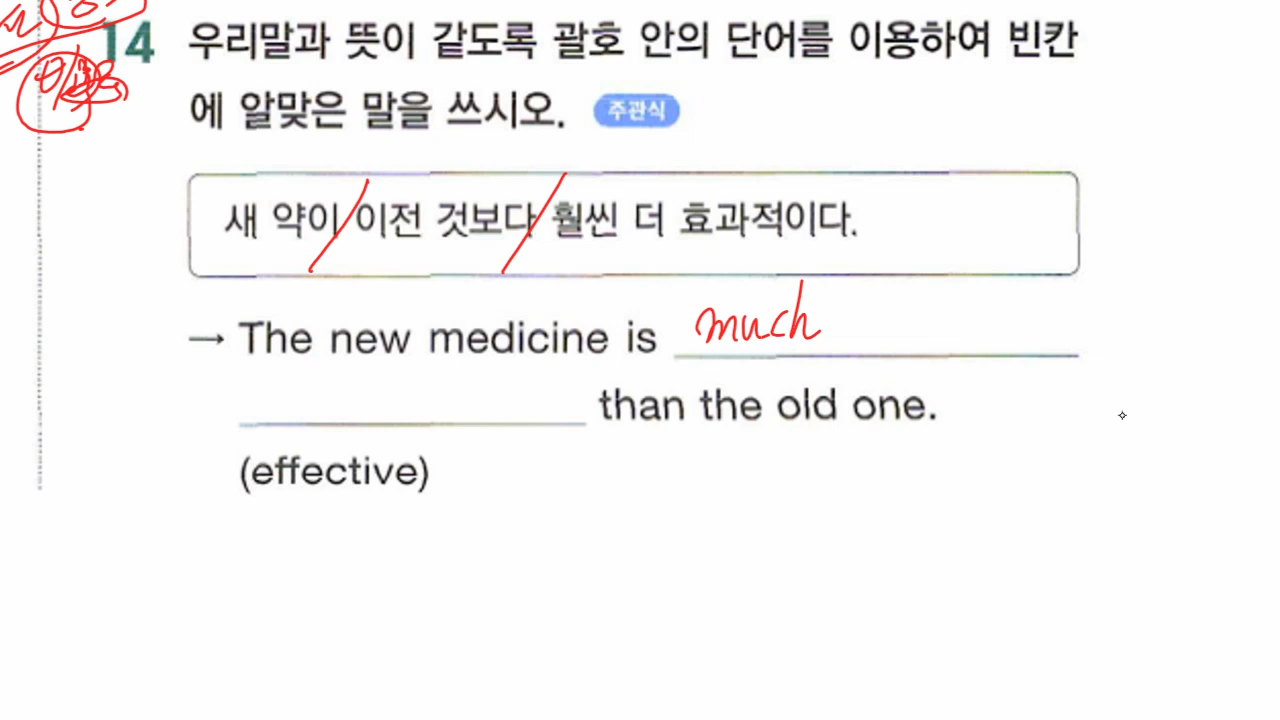 14 우리말과 뜻이 같도록 괄호 안의 단어를 이용하여 빈칸
에 알맞은 말을 쓰시오. 주관식
새 약이 이전 것보다 훨씬 더 효과적이다.
→ The new medicine is much
than the old one.
(effective)